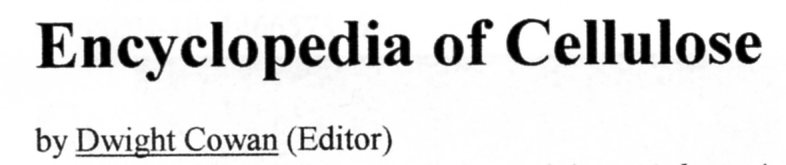 Encyclopedia of Cellulose
by Dwight Cowan (Editor)